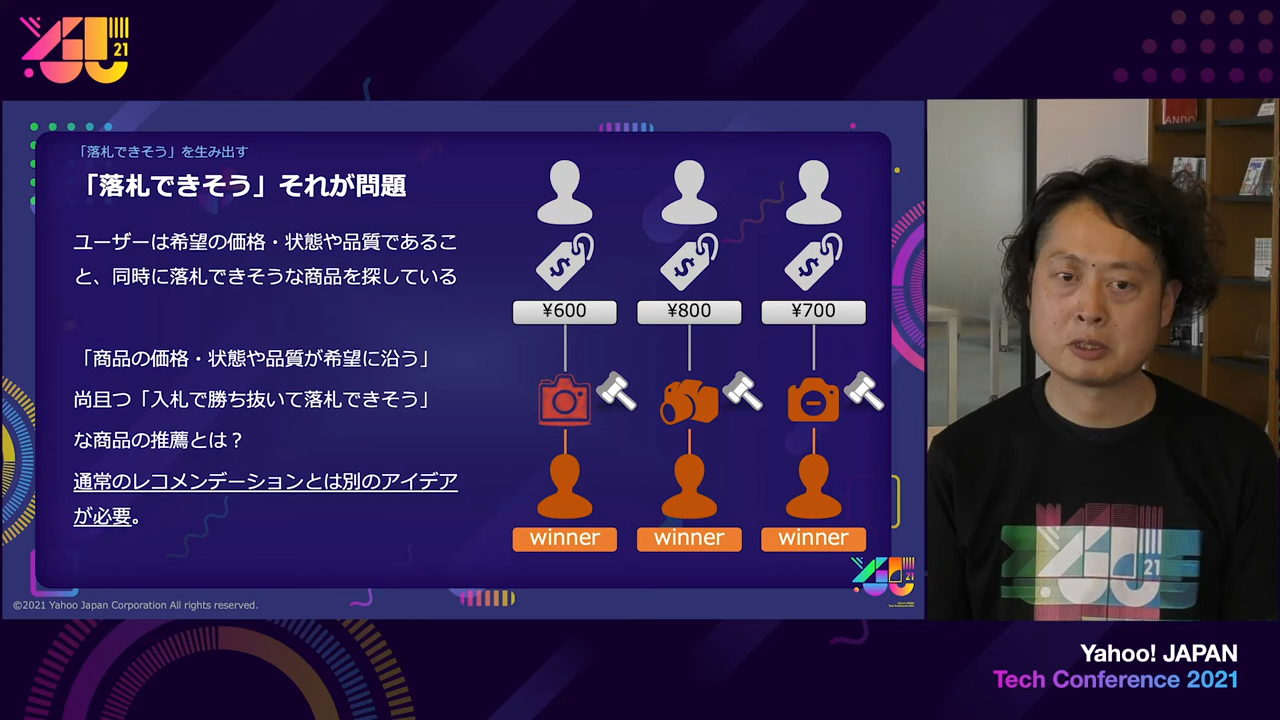 21
「落札できそう」を生み出す
「落札できそう」それが問題
ユーザーは希望の価格・状態や品質であるこ
と、同時に落札できそうな商品を探している
「商品の価格・状態や品質が希望に沿う」
尚且つ「入札で勝ち抜いて落札できそう」
な商品の推薦とは？
通常のレコメンデーションとは別のアイデア
が必要。
¥600
¥800
¥700
winner
winner
winner
21
©2021 Yahoo Japan Corporation All rights reserved.
ANDO
21
Yahoo! JAPAN
Tech Conference 2021